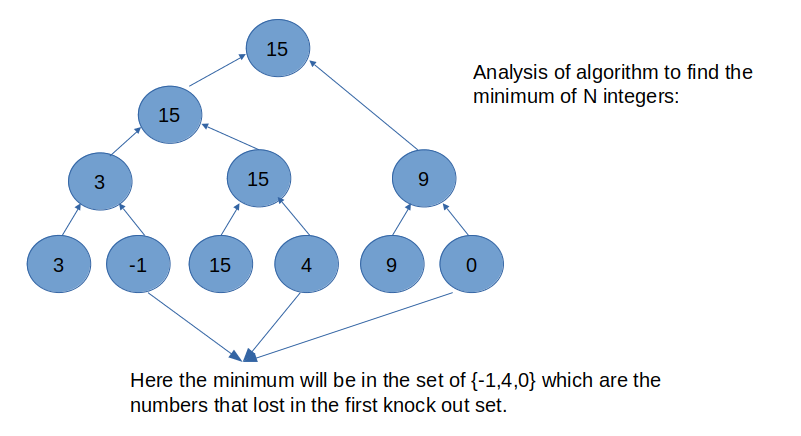 15
Analysis of algorithm to find the
minimum of N integers:
15
3
15
9
3
-1
15
4
9
0
Here the minimum will be in the set of {-1,4,0} which are the
numbers that lost in the first knock out set.